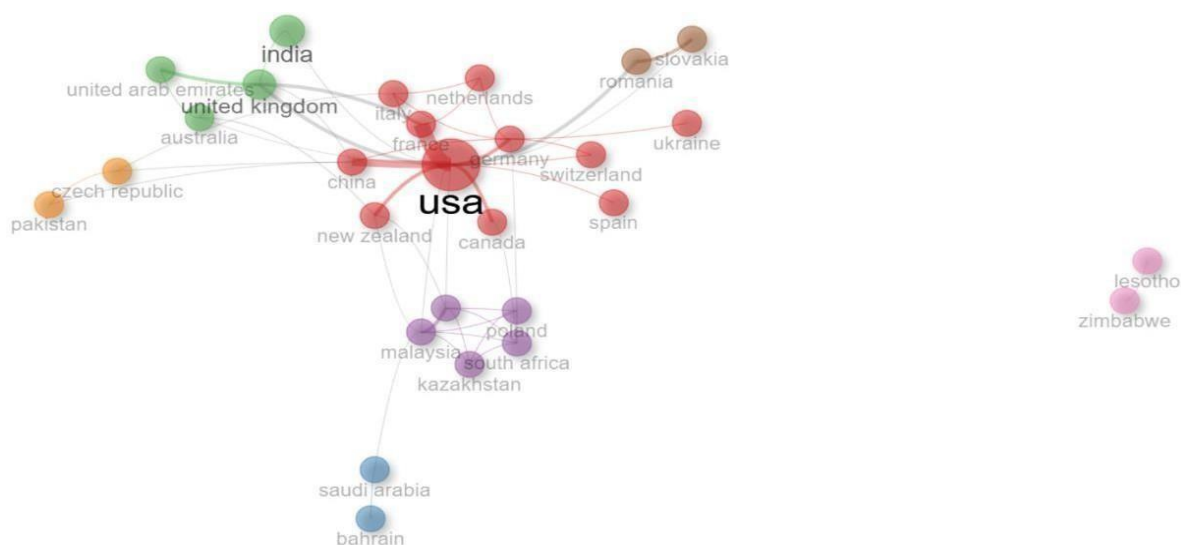 india
slovakia
romania
united arab emirates
netherlands
united kingdom
italy
australia
france
ukraine
germany
switzerland
china
czech republic
usa
spain
pakistan
new zealand
canada
lesotho
zimbabwe
poland
malaysia
south africa
kazakhstan
saudi arabia
bahrain